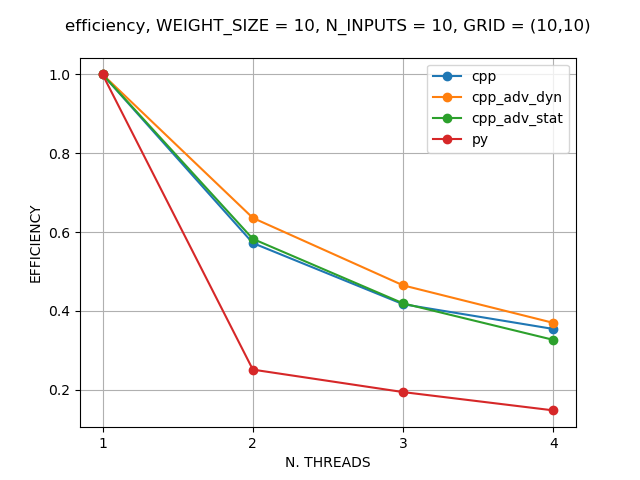 efficiency, WEIGHT_SIZE = 10, N_INPUTS = 10, GRID = (10,10)
cpp
cpp_adv_dyn
cpp_adv_stat
py
1.0
0.8
0.6
0.4
0.2
EFFICIENCY
1 2 3 4
N. THREADS